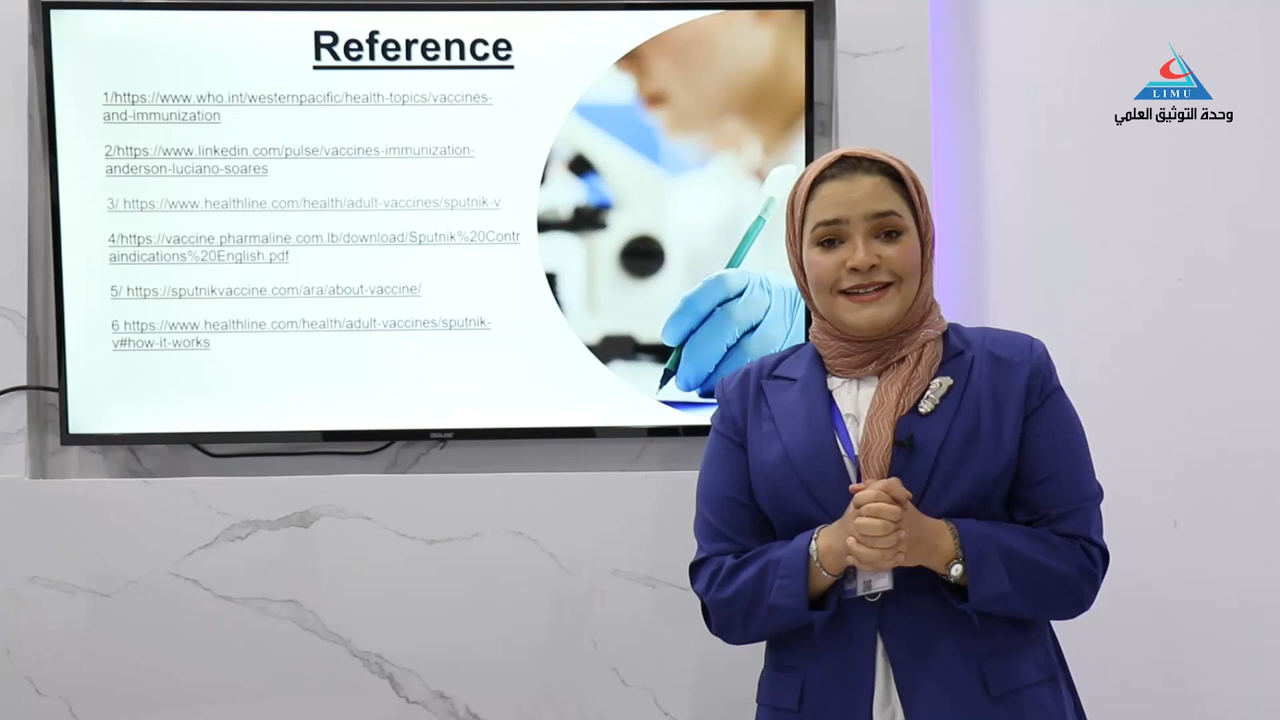 Reference
1/https://www.who.int/westernpacific/health-topics/vaccines-
and-immunization
2/https://www.linkedin.com/pulse/vaccines-immunization-
anderson-luciano-soares
3/ https://www.healthline.com/health/adult-vaccines/sputnik-v
4/https://vaccine.pharmaline.com.lb/download/Sputnik%20Contr
aindications%20English.pdf
5/ https://sputnikvaccine.com/ara/about-vaccine/
6 https://www.healthline.com/health/adult-vaccines/sputnik-
v#how-it-works
LIMU
وحدة التوثيق العلمي